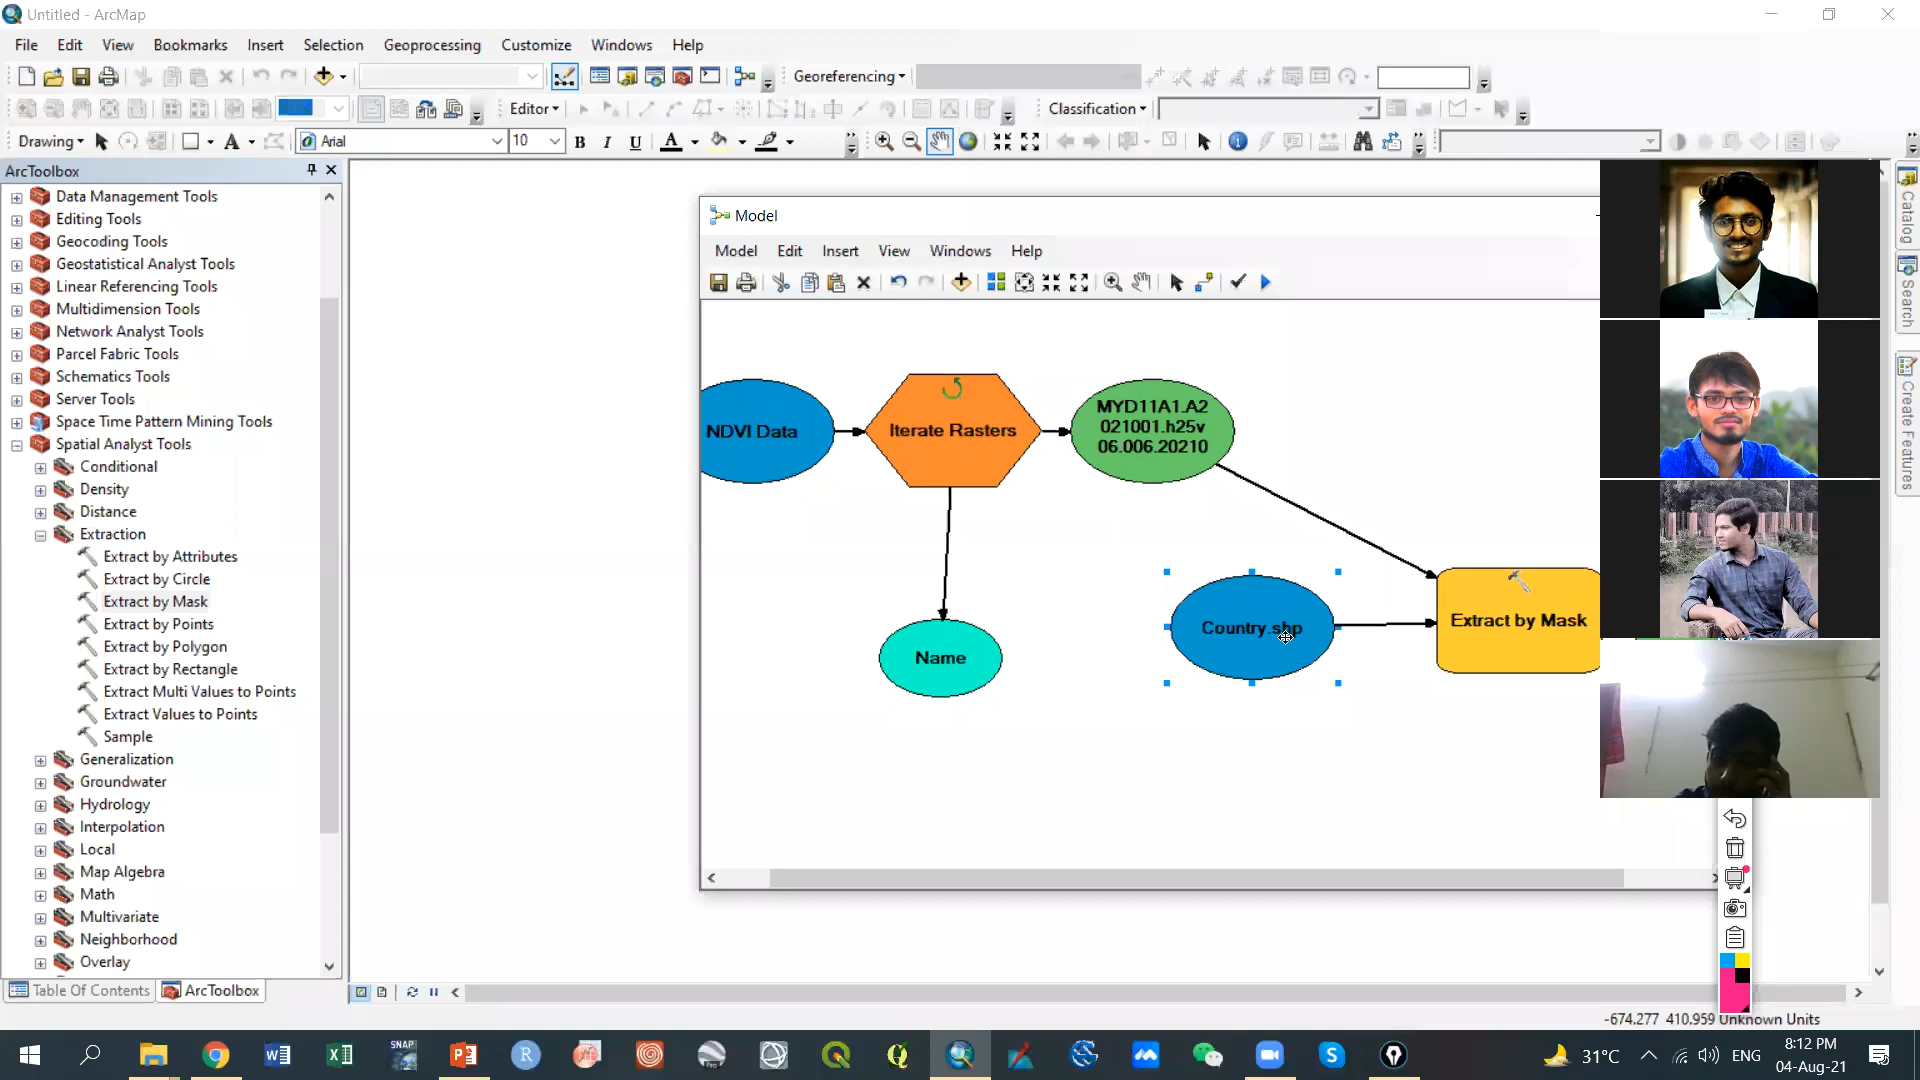 Untitled - ArcMap
File Edit View Bookmarks Insert Selection Geoprocessing Customize Windows Help
Georeferencing
Editor
Classification
Drawing
A
Arial
10
B I U A
ArcToolbox
Data Management Tools
Editing Tools
Geocoding Tools
Geostatistical Analyst Tools
Linear Referencing Tools
Multidimension Tools
Network Analyst Tools
Parcel Fabric Tools
Schematics Tools
Server Tools
Space Time Pattern Mining Tools
Spatial Analyst Tools
Conditional
Density
Distance
Extraction
Extract by Attributes
Extract by Circle
Extract by Mask
Extract by Points
Extract by Polygon
Extract by Rectangle
Extract Multi Values to Points
Extract Values to Points
Sample
Generalization
Groundwater
Hydrology
Interpolation
Local
Map Algebra
Math
Multivariate
Neighborhood
Overlay
Table Of Contents
ArcToolbox
Model
Model Edit Insert View Windows Help
NDVI Data
Iterate Rasters
MYD11A1.A2
021001.h25v
06.006.20210
Name
Country.shp
Extract by Mask
Catalog
Search
Create Features
-674.277 410.959 Unknown Units
SNAP
31°C
ENG
8:12 PM
04-Aug-21